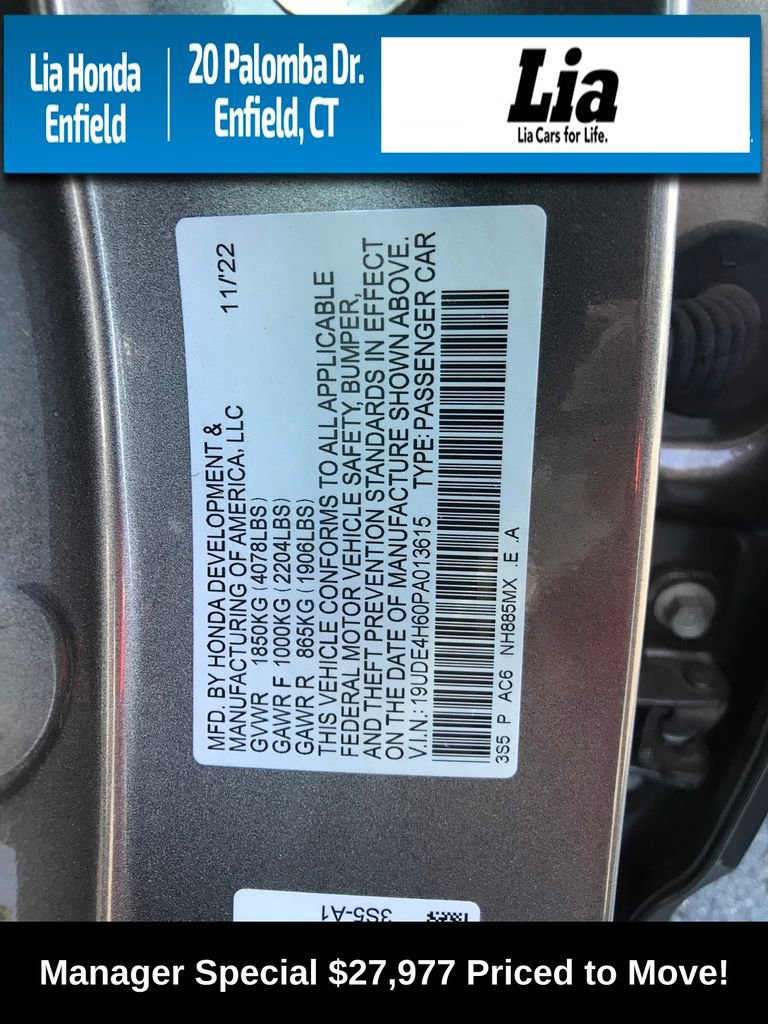 Lia Honda
Enfield
20 Palomba Dr.
Enfield, CT
Lia
Lia Cars for Life.
MFD. BY HONDA DEVELOPMENT &
MANUFACTURING OF AMERICA, LLC
11/'22
GVWR 1850KG (4078LBS)
GAWR F 1000KG (2204LBS)
GAWR R 865KG (1906LBS)
THIS VEHICLE CONFORMS TO ALL APPLICABLE
FEDERAL MOTOR VEHICLE SAFETY, BUMPER,
AND THEFT PREVENTION STANDARDS IN EFFECT
ON THE DATE OF MANUFACTURE SHOWN ABOVE.
V.I.N.: 19UDE4H60PA013615 TYPE: PASSENGER CAR
3S5 P AC6 NH885MX .E .A
3S5-A1
Manager Special $27,977 Priced to Move!